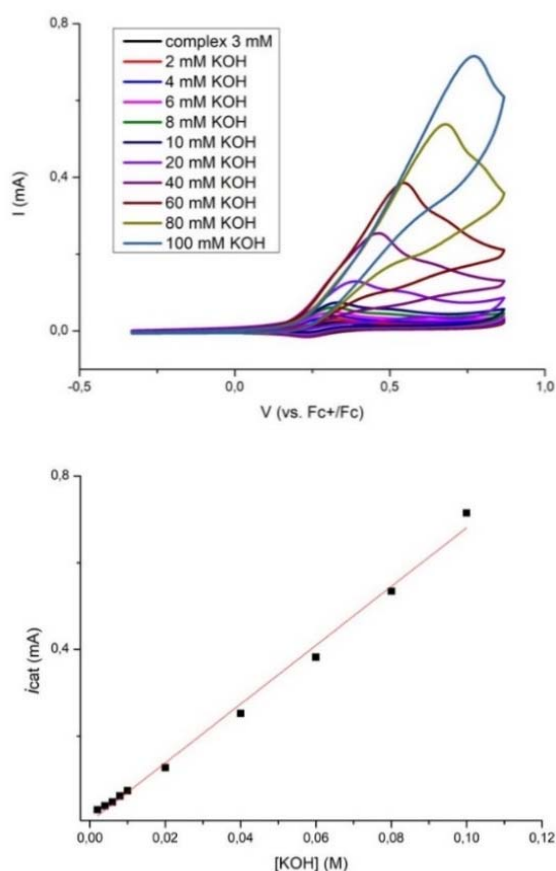 0,8
complex 3 mM
2 mM KOH
4 mM KOH
6 mM KOH
8 mM KOH
10 mM KOH
20 mM KOH
40 mM KOH
60 mM KOH
80 mM KOH
100 mM KOH
I (mA)
0,4
0,0
-0,5
0,0
0,5
1,0
V (vs. Fc+/Fc)
0,8
icat (mA)
0,4
0,00
0,02
0,04
0,06
0,08
0,10
0,12
[KOH] (M)